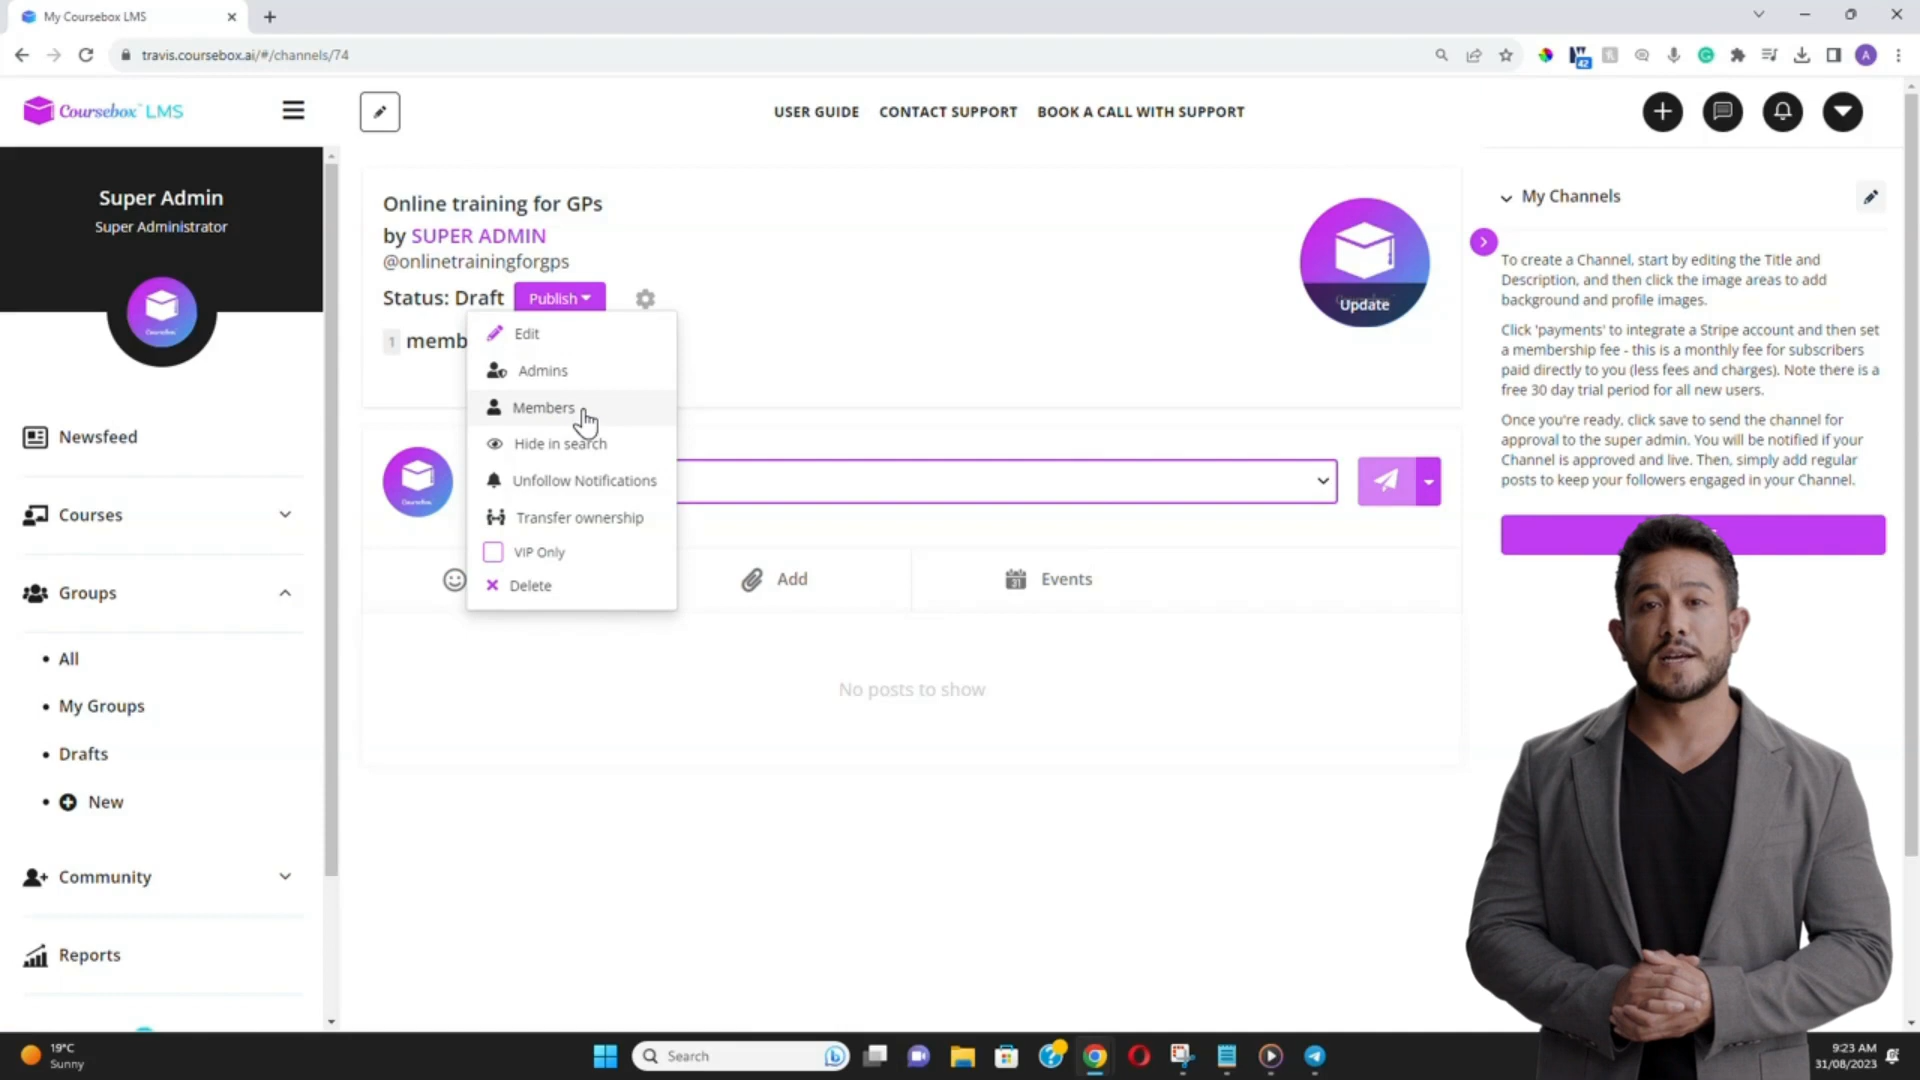 My Coursebox LMS
travis.coursebox.ai/#/channels/74
42
A
Coursebox LMS
USER GUIDE
CONTACT SUPPORT
BOOK A CALL WITH SUPPORT
Super Admin
Super Administrator
Newsfeed
Courses
Groups
All
My Groups
Drafts
New
Community
Reports
Online training for GPs
by SUPER ADMIN
@onlinetrainingforgps
Status: Draft
Publish
1 memb
Edit
Admins
Members
Hide in search
Unfollow Notifications
Transfer ownership
VIP Only
Delete
Update
Add
31
Events
No posts to show
My Channels
To create a Channel, start by editing the Title and
Description, and then click the image areas to add
background and profile images.
Click 'payments' to integrate a Stripe account and then set
a membership fee - this is a monthly fee for subscribers
paid directly to you (less fees and charges). Note there is a
free 30 day trial period for all new users.
Once you're ready, click save to send the channel for
approval to the super admin. You will be notified if your
Channel is approved and live. Then, simply add regular
posts to keep your followers engaged in your Channel.
19°C
Sunny
Search
9:23 AM
31/08/2023